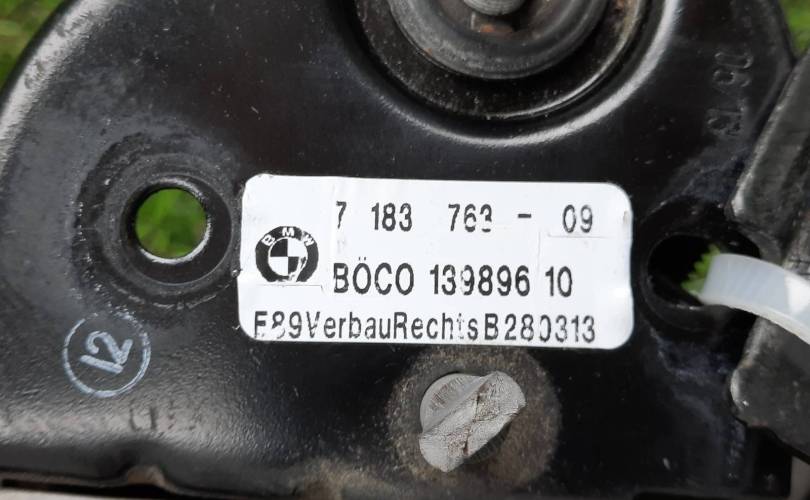 7 183 763 - 09
BMW
BÖCO 139896 10
E89VerbauRechtsB280313
12